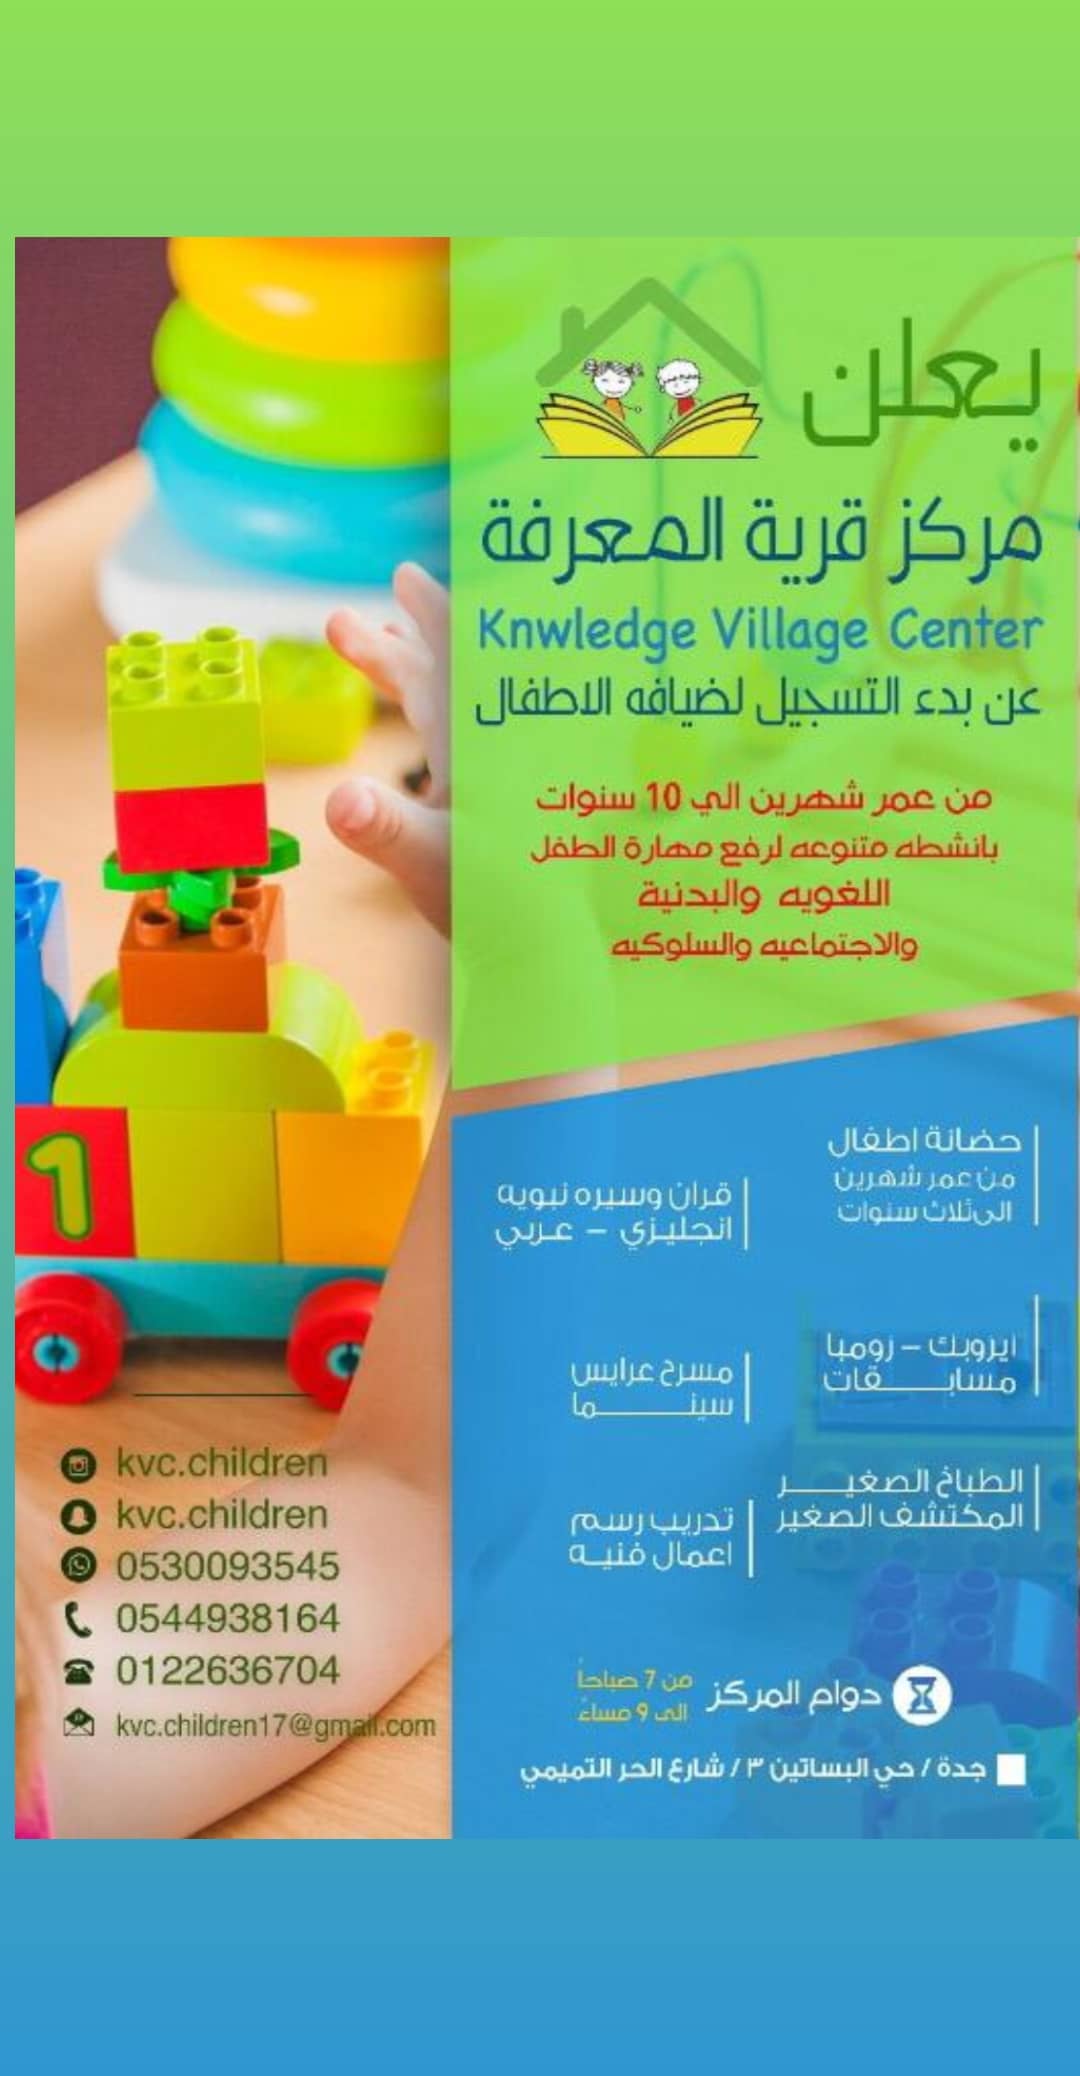 يعلن
مركز قرية المعرفة
Knwledge Village Center
عن بدء التسجيل لضيافه الاطفال
من عمر شهرين الي 10 سنوات
بانشطه متنوعه لرفع مهارة الطفل
اللغويه والبدنية
والاجتماعيه والسلوكيه
حضانة اطفال
من عمر شهرين
الى ثلاث سنوات
قران وسيره نبويه
انجليزي - عربي
ايروبك - زومبا
مسابقات
مسرح عرايس
سينما
الطباخ الصغير
المكتشف الصغير
تدريب رسم
اعمال فنيه
دوام المركز
من 7 صباحاً
الى 9 مساءً
جدة / حي البساتين ٣ / شارع الحر التميمي
1
kvc.children
kvc.children
0530093545
0544938164
0122636704
kvc.children17@gmail.com